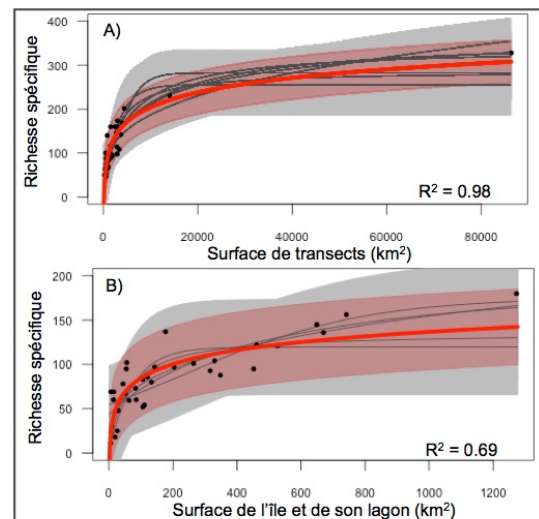 A)
Richesse spécifique
400
300
200
100
0
R² = 0.98
0 20000 40000 60000 80000
Surface de transects (km²)
B)
Richesse spécifique
200
150
100
50
0
R² = 0.69
0 200 400 600 800 1000 1200
Surface de l'île et de son lagon (km²)